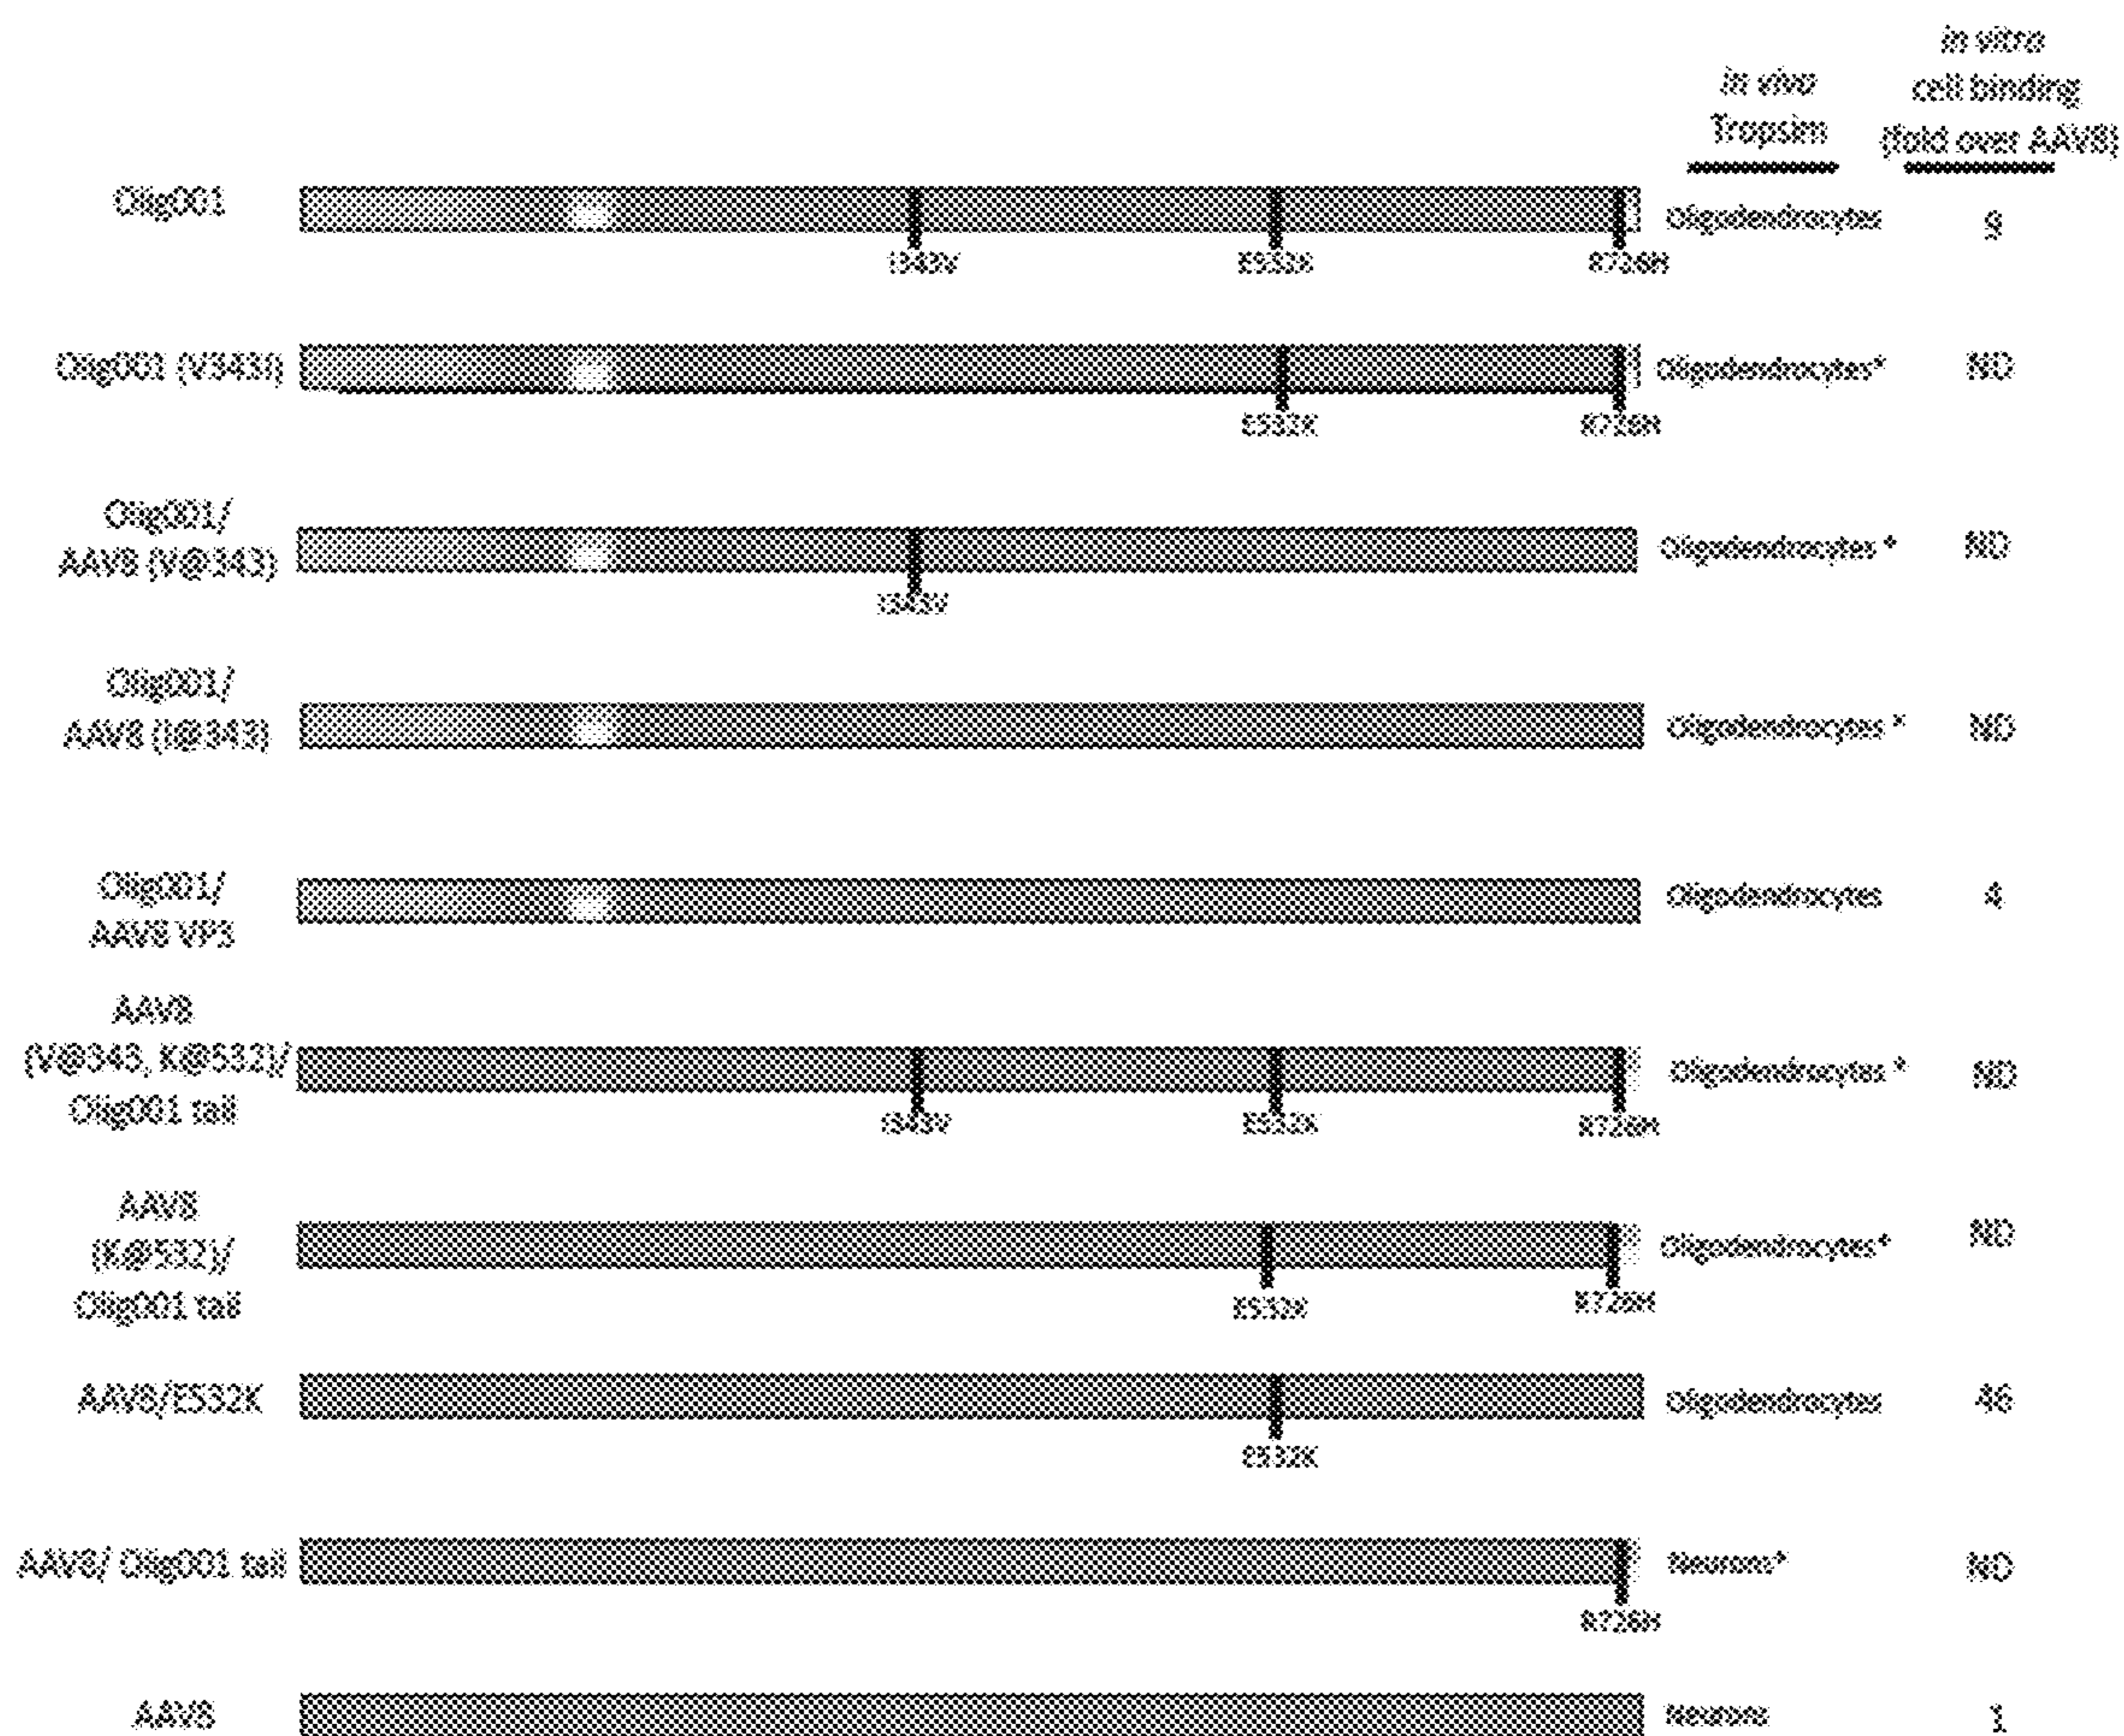 in vivo
Tropsim
in vitro
cell binding
(fold over AAV8)
Olig001
Oligodendrocytes
9
I343V
E532K
R726H
Olig001 (V343I)
Oligodendrocytes*
ND
E532K
R726H
Olig001/
AAV8 (V@343)
Oligodendrocytes *
ND
I343V
Olig001/
AAV8 (I@343)
Oligodendrocytes *
ND
Olig001/
AAV8 VP3
Oligodendrocytes
4
AAV8
(V@343, K@532)/
Olig001 tail
Oligodendrocytes *
ND
I343V
E532K
R726H
AAV8
(K@532)/
Olig001 tail
Oligodendrocytes*
ND
E532K
R726H
AAV8/E532K
Oligodendrocytes
46
E532K
AAV8/ Olig001 tail
Neurons*
ND
R726H
AAV8
Neurons
1